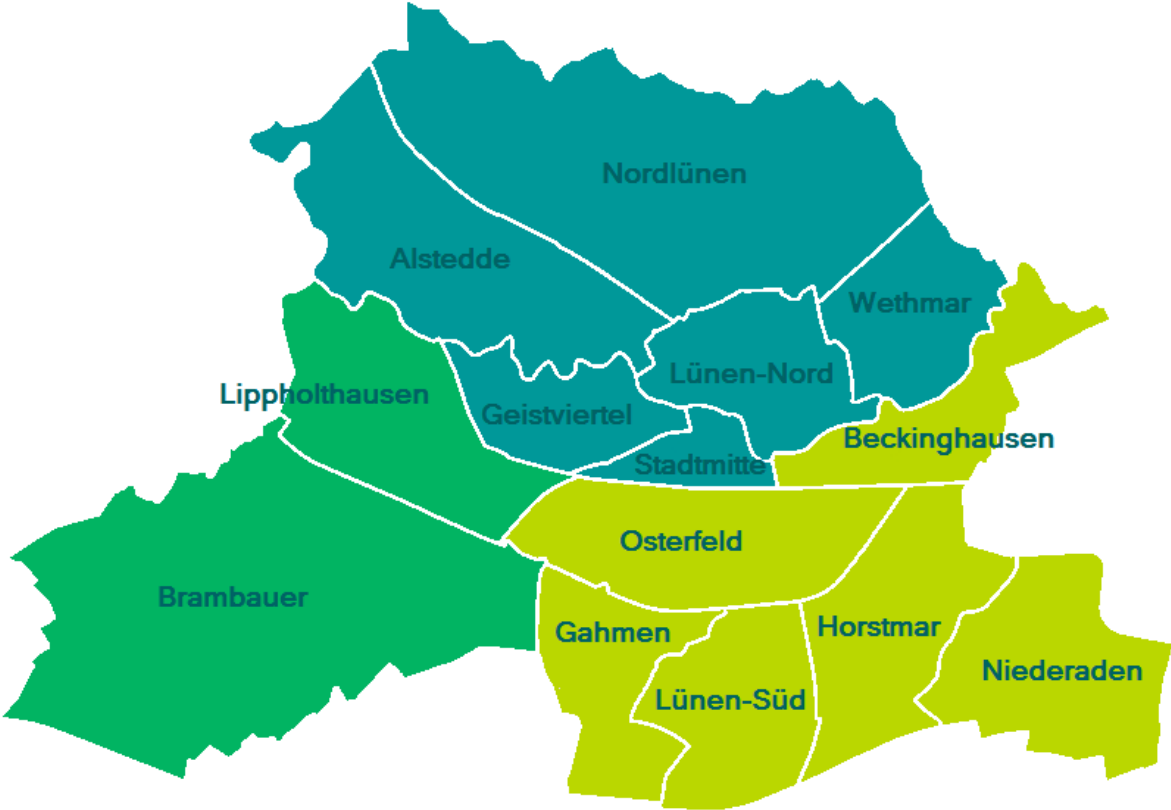 Nordlünen
Alstedde
Wethmar
Lünen-Nord
Lippholthausen
Geistviertel
Beckinghausen
Stadtmitte
Osterfeld
Brambauer
Gahmen
Horstmar
Niederaden
Lünen-Süd